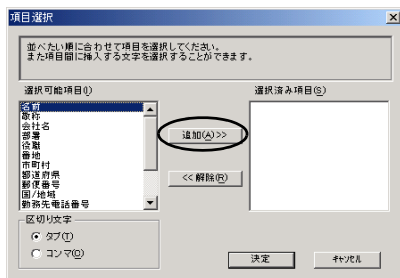 項目選択
並べたい順に合わせて項目を選択してください。
また項目間に挿入する文字を選択することができます。
選択可能項目(I)
選択済み項目(S)
名前
敬称
会社名
部署
役職
番地
市町村
都道府県
郵便番号
国/地域
勤務先電話番号
追加(A)>>
<<解除(R)
区切り文字
タブ(T)
コンマ(O)
決定
キャンセル